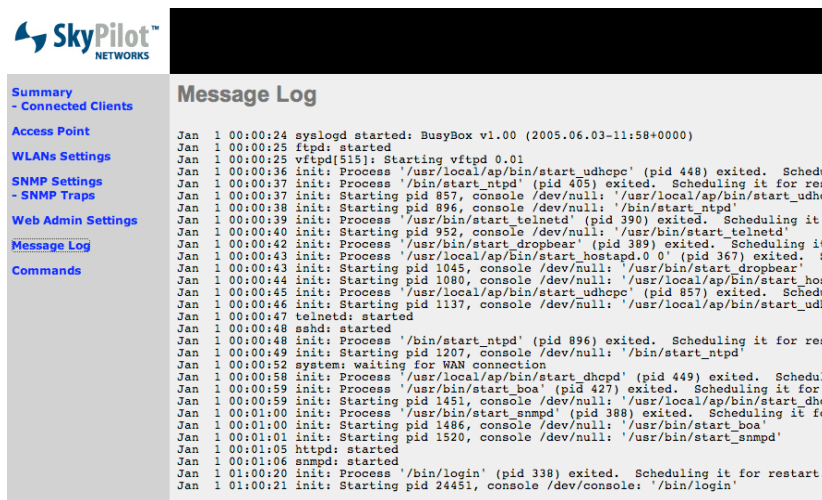 SkyPilot™
NETWORKS
Summary
- Connected Clients
Access Point
WLANs Settings
SNMP Settings
- SNMP Traps
Web Admin Settings
Message Log
Commands
Message Log
Jan 1 00:00:24 syslogd started: BusyBox v1.00 (2005.06.03-11:58+0000)
Jan 1 00:00:25 ftpd: started
Jan 1 00:00:25 vftpd[515]: Starting vftpd 0.01
Jan 1 00:00:36 init: Process '/usr/local/ap/bin/start_udhcpc' (pid 448) exited. Schedu
Jan 1 00:00:37 init: Process '/bin/start_ntpd' (pid 405) exited. Scheduling it for res
Jan 1 00:00:37 init: Starting pid 857, console /dev/null: '/usr/local/ap/bin/start_udhc
Jan 1 00:00:38 init: Starting pid 896, console /dev/null: '/bin/start_ntpd'
Jan 1 00:00:39 init: Process '/usr/bin/start_telnetd' (pid 390) exited. Scheduling it
Jan 1 00:00:40 init: Starting pid 952, console /dev/null: '/usr/bin/start_telnetd'
Jan 1 00:00:42 init: Process '/usr/bin/start_dropbear' (pid 389) exited. Scheduling it
Jan 1 00:00:43 init: Process '/usr/local/ap/bin/start_hostapd.0 0' (pid 367) exited. S
Jan 1 00:00:43 init: Starting pid 1045, console /dev/null: '/usr/bin/start_dropbear'
Jan 1 00:00:44 init: Starting pid 1080, console /dev/null: '/usr/local/ap/bin/start_hos
Jan 1 00:00:45 init: Process '/usr/local/ap/bin/start_udhcpc' (pid 857) exited. Schedu
Jan 1 00:00:46 init: Starting pid 1137, console /dev/null: '/usr/local/ap/bin/start_udh
Jan 1 00:00:47 telnetd: started
Jan 1 00:00:48 sshd: started
Jan 1 00:00:48 init: Process '/bin/start_ntpd' (pid 896) exited. Scheduling it for res
Jan 1 00:00:49 init: Starting pid 1207, console /dev/null: '/bin/start_ntpd'
Jan 1 00:00:52 system: waiting for WAN connection
Jan 1 00:00:58 init: Process '/usr/local/ap/bin/start_dhcpd' (pid 449) exited. Schedul
Jan 1 00:00:59 init: Process '/usr/bin/start_boa' (pid 427) exited. Scheduling it for
Jan 1 00:00:59 init: Starting pid 1451, console /dev/null: '/usr/local/ap/bin/start_dhc
Jan 1 00:01:00 init: Process '/usr/bin/start_snmpd' (pid 388) exited. Scheduling it fo
Jan 1 00:01:00 init: Starting pid 1486, console /dev/null: '/usr/bin/start_boa'
Jan 1 00:01:01 init: Starting pid 1520, console /dev/null: '/usr/bin/start_snmpd'
Jan 1 00:01:05 httpd: started
Jan 1 00:01:06 snmpd: started
Jan 1 01:00:20 init: Process '/bin/login' (pid 338) exited. Scheduling it for restart
Jan 1 01:00:21 init: Starting pid 24451, console /dev/console: '/bin/login'